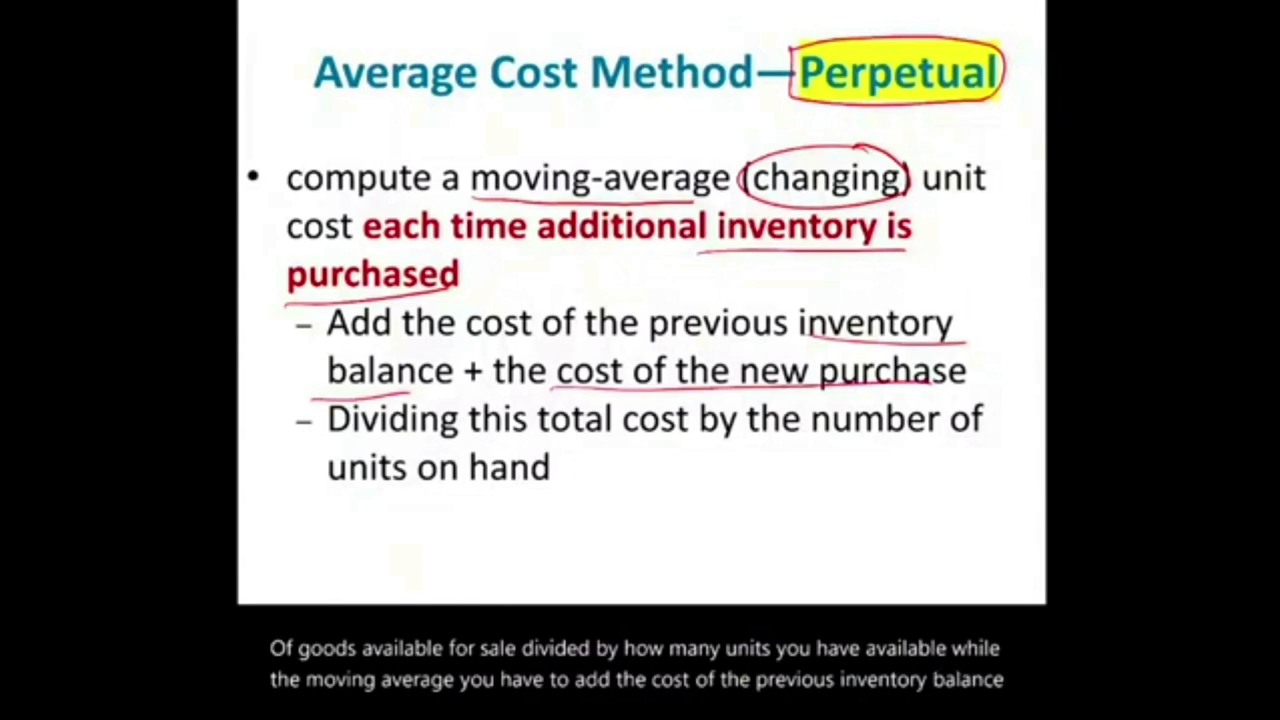 Average Cost Method—Perpetual
• compute a moving-average (changing) unit
cost each time additional inventory is
purchased
– Add the cost of the previous inventory
balance + the cost of the new purchase
– Dividing this total cost by the number of
units on hand
Of goods available for sale divided by how many units you have available while
the moving average you have to add the cost of the previous inventory balance